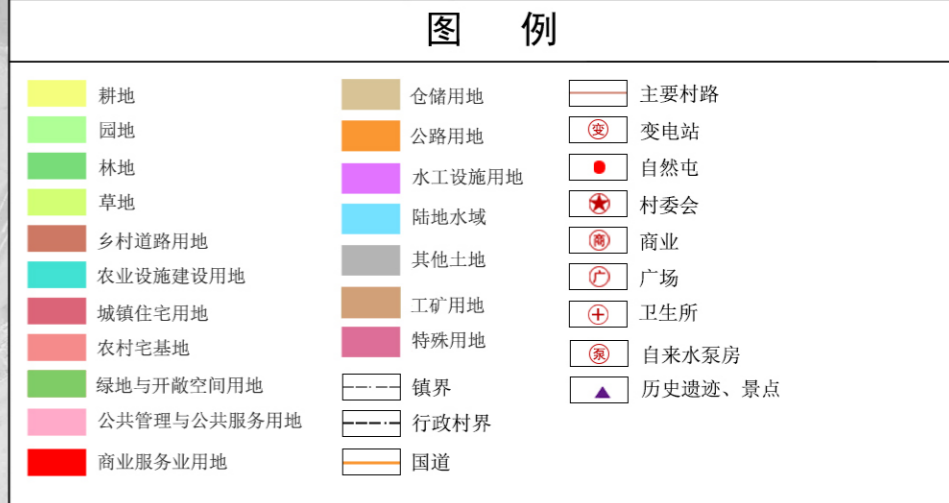 图 例
耕地
园地
林地
草地
乡村道路用地
农业设施建设用地
城镇住宅用地
农村宅基地
绿地与开敞空间用地
公共管理与公共服务用地
商业服务业用地
仓储用地
公路用地
水工设施用地
陆地水域
其他土地
工矿用地
特殊用地
镇界
行政村界
国道
主要村路
变 变电站
自然屯
村委会
商 商业
广 广场
卫生所
泵 自来水泵房
历史遗迹、景点